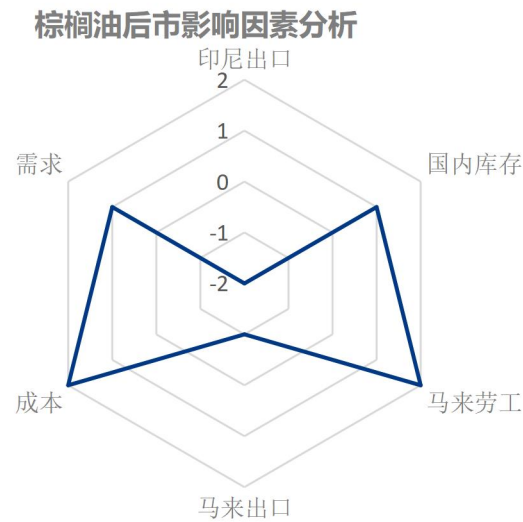 棕榈油后市影响因素分析
印尼出口
2
需求
国内库存
1
0
-1
-2
成本
马来劳工
马来出口